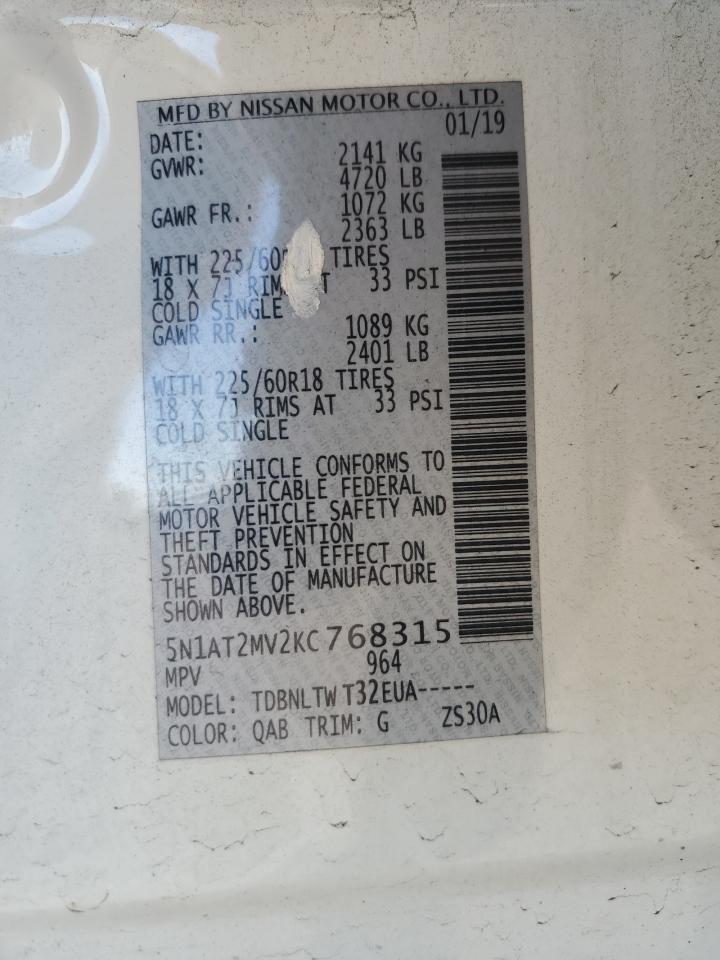 MFD BY NISSAN MOTOR CO., LTD.
DATE: 01/19
GVWR: 2141 KG
4720 LB
GAWR FR.: 1072 KG
2363 LB
WITH 225/60 TIRES
18 X 7J 33 PSI
COLD SINGLE
GAWR RR.: 1089 KG
2401 LB
WITH 225/60R18 TIRES
18 X 7J RIMS AT 33 PSI
COLD SINGLE
THIS VEHICLE CONFORMS TO
ALL APPLICABLE FEDERAL
MOTOR VEHICLE SAFETY AND
THEFT PREVENTION
STANDARDS IN EFFECT ON
THE DATE OF MANUFACTURE
SHOWN ABOVE.
5N1AT2MV2KC768315
MPV 964
MODEL: TDBNLTWT32EUA-----
COLOR: QAB TRIM: G ZS30A